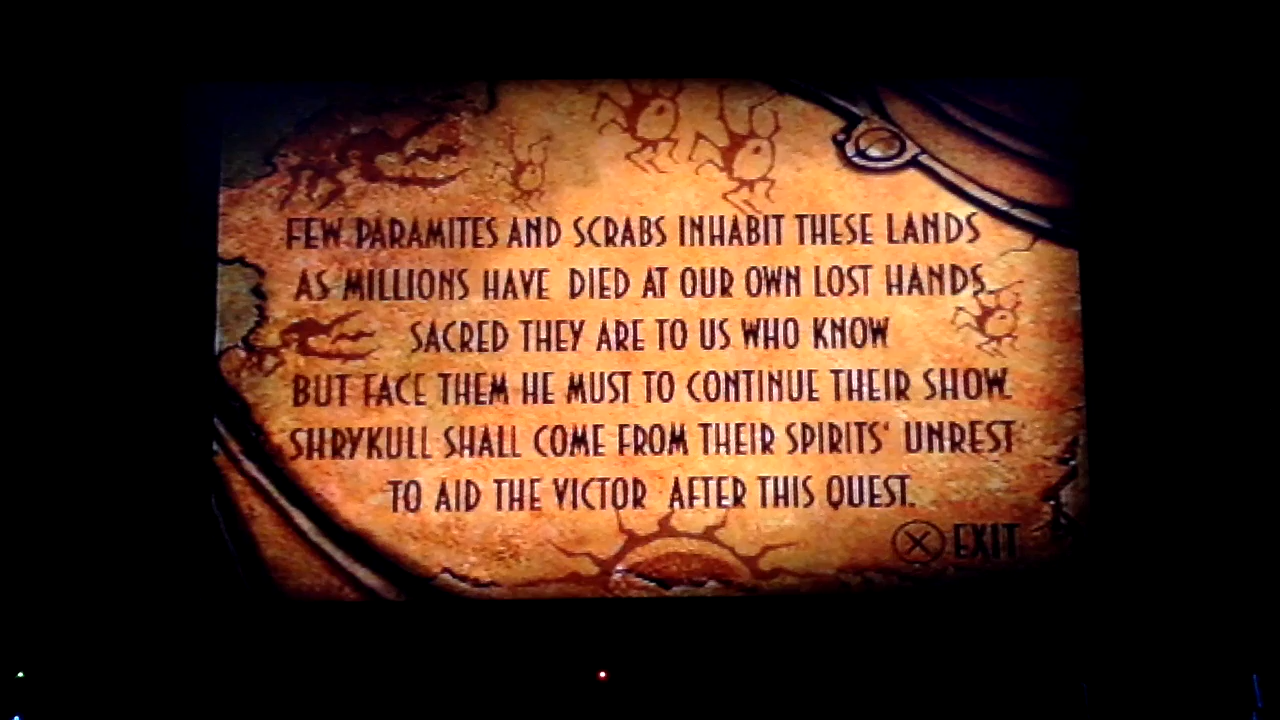 FEW PARAMITES AND SCRABS INHABIT THESE LANDS
AS MILLIONS HAVE DIED AT OUR OWN LOST HANDS.
SACRED THEY ARE TO US WHO KNOW
BUT FACE THEM HE MUST TO CONTINUE THEIR SHOW.
SHRYKULL SHALL COME FROM THEIR SPIRITS' UNREST
TO AID THE VICTOR AFTER THIS QUEST.
EXIT